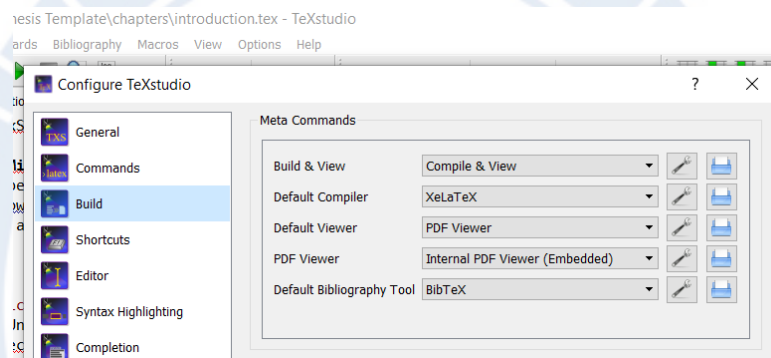 nesis Template\chapters\introduction.tex - TeXstudio
ards Bibliography Macros View Options Help
Configure TeXstudio ? ×
General
Commands
Build
Shortcuts
Editor
Syntax Highlighting
Completion
Meta Commands
Build & View Compile & View
Default Compiler XeLaTeX
Default Viewer PDF Viewer
PDF Viewer Internal PDF Viewer (Embedded)
Default Bibliography Tool BibTeX